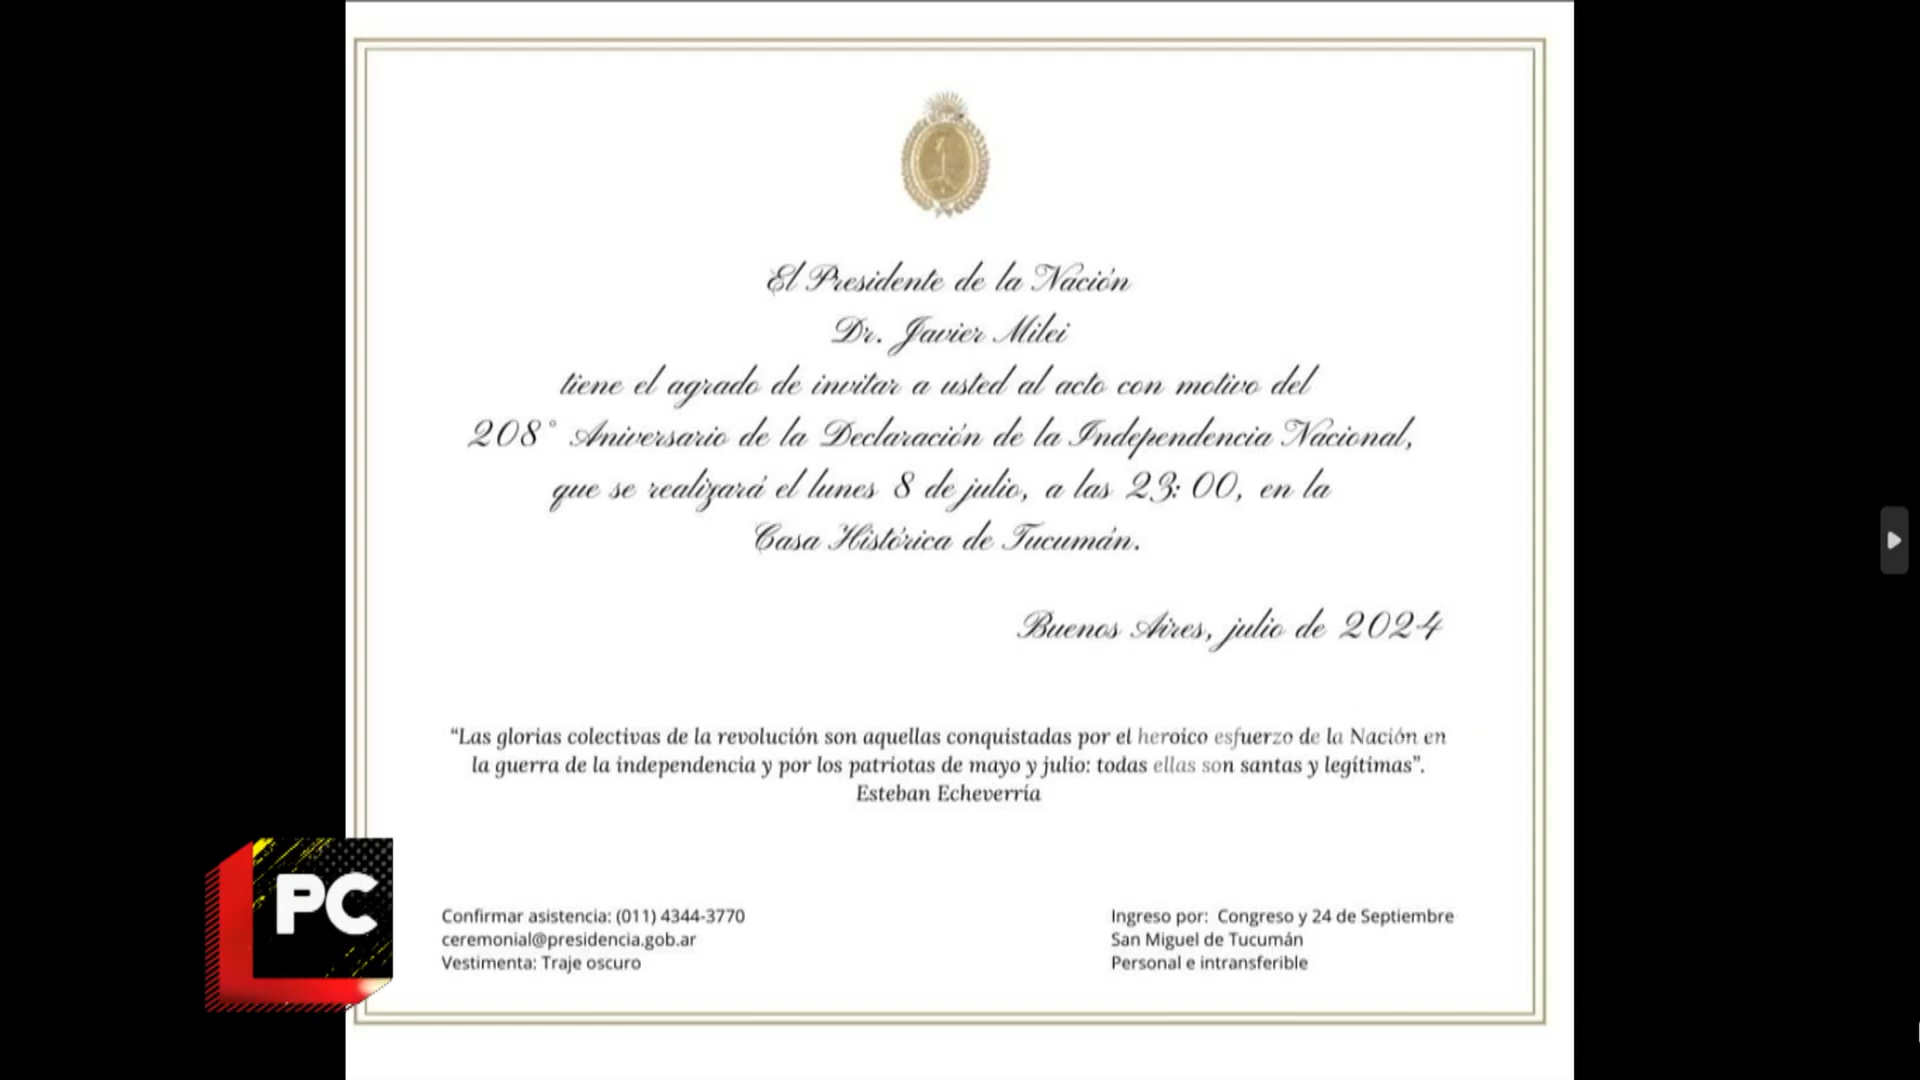 El Presidente de la Nación
Dr. Javier Milei
tiene el agrado de invitar a usted al acto con motivo del
208° Aniversario de la Declaración de la Independencia Nacional,
que se realizará el lunes 8 de julio, a las 23: 00, en la
Casa Histórica de Tucumán.
Buenos Aires, julio de 2024
“Las glorias colectivas de la revolución son aquellas conquistadas por el heroico esfuerzo de la Nación en
la guerra de la independencia y por los patriotas de mayo y julio: todas ellas son santas y legítimas”.
Esteban Echeverría
PC
Confirmar asistencia: (011) 4344-3770
ceremonial@presidencia.gob.ar
Vestimenta: Traje oscuro
Ingreso por: Congreso y 24 de Septiembre
San Miguel de Tucumán
Personal e intransferible